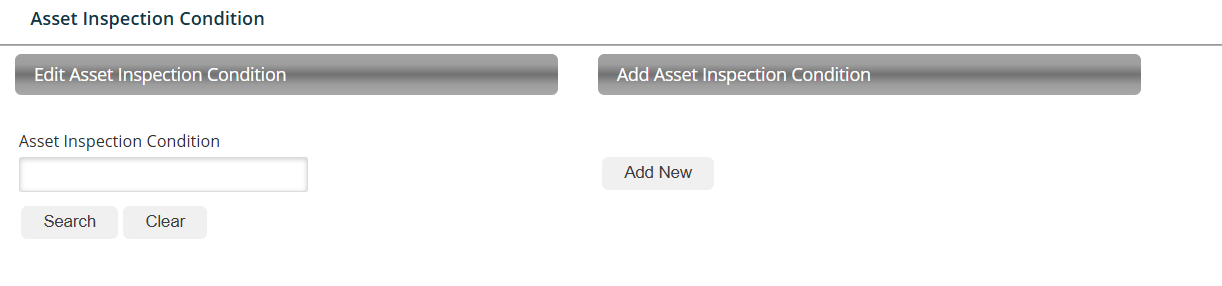 Asset Inspection Condition
Edit Asset Inspection Condition
Add Asset Inspection Condition
Asset Inspection Condition
Add New
Search
Clear